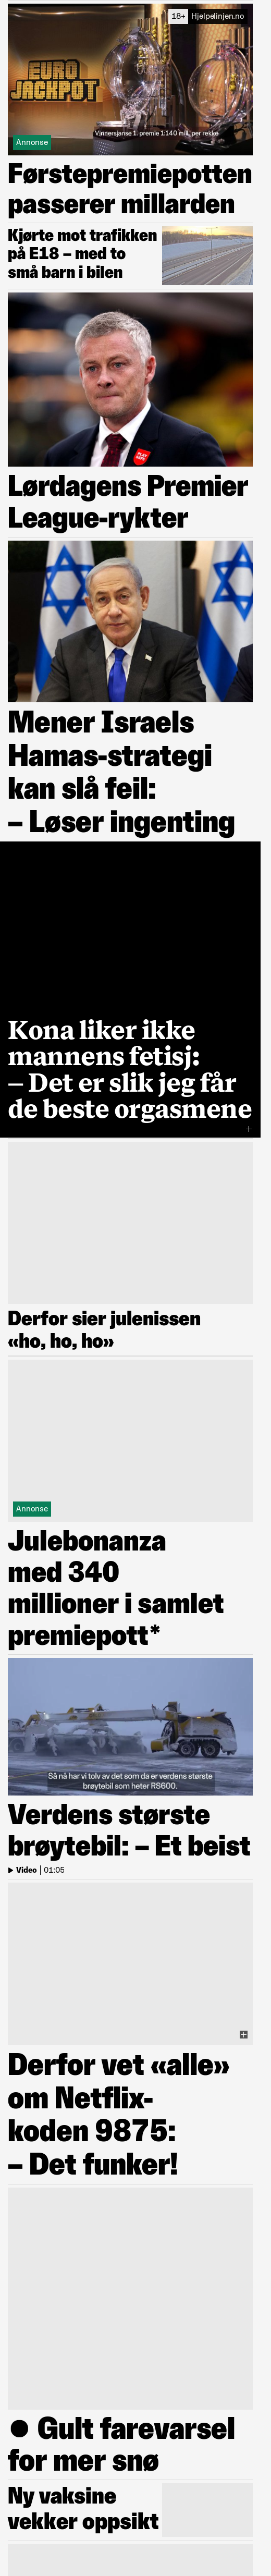 18+ Hjelpelinjen.no
EURO
JACKPOT
Vinnersjanse 1. premie 1:140 mill. per rekke
Annonse
Førstepremiepotten
passerer milliarden
Kjørte mot trafikken
på E18 – med to
små barn i bilen
Lørdagens Premier
League-rykter
Mener Israels
Hamas-strategi
kan slå feil:
– Løser ingenting
Kona liker ikke
mannens fetisj:
– Det er slik jeg får
de beste orgasmene
Derfor sier julenissen
«ho, ho, ho»
Annonse
Julebonanza
med 340
millioner i samlet
premiepott*
Så nå har vi tolv av det som da er verdens største
brøytebil som heter RS600.
Verdens største
brøytebil: – Et beist
Video | 01:05
Derfor vet «alle»
om Netflix-
koden 9875:
– Det funker!
● Gult farevarsel
for mer snø
Ny vaksine
vekker oppsikt